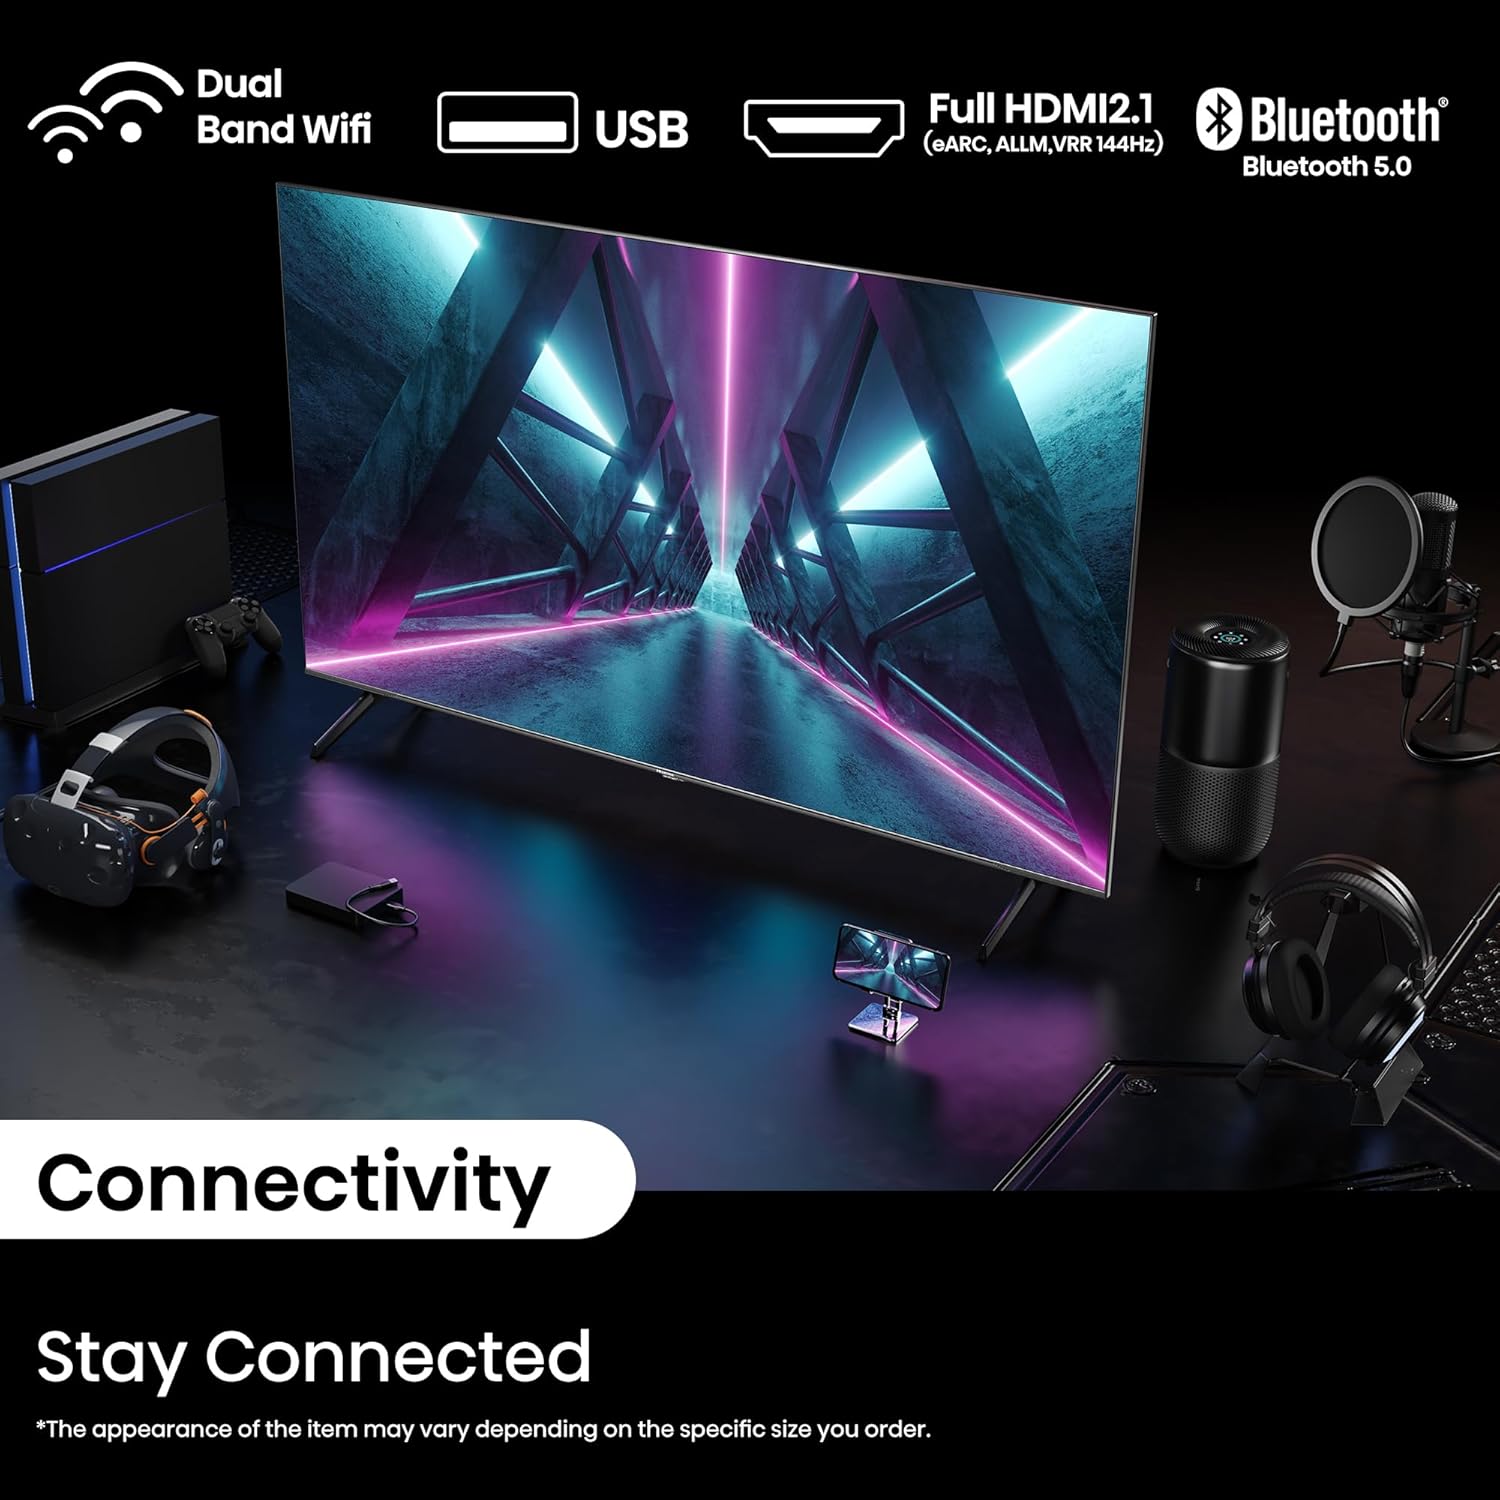 Dual
Band Wifi
USB
Full HDMI2.1
(eARC, ALLM,VRR 144Hz)
Bluetooth®
Bluetooth 5.0
Connectivity
Stay Connected
*The appearance of the item may vary depending on the specific size you order.